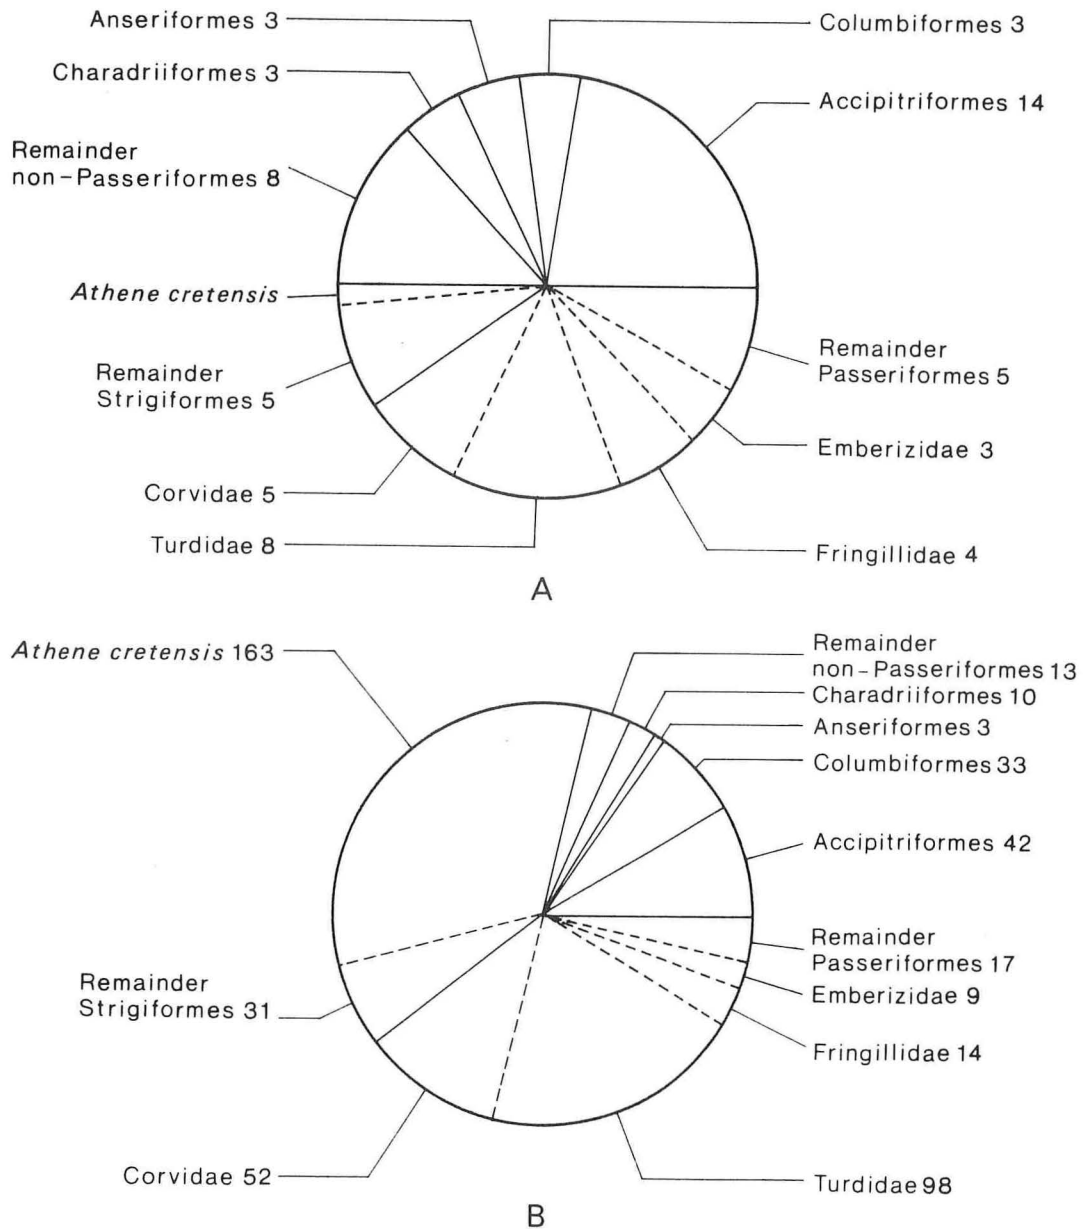 Anseriformes 3
Columbiformes 3
Charadriiformes 3
Accipitriformes 14
Remainder
non-Passeriformes 8
Athene cretensis
Remainder
Strigiformes 5
Remainder
Passeriformes 5
Emberizidae 3
Corvidae 5
Turdidae 8
Fringillidae 4
A
Athene cretensis 163
Remainder
non-Passeriformes 13
Charadriiformes 10
Anseriformes 3
Columbiformes 33
Accipitriformes 42
Remainder
Passeriformes 17
Emberizidae 9
Remainder
Strigiformes 31
Fringillidae 14
Corvidae 52
Turdidae 98
B